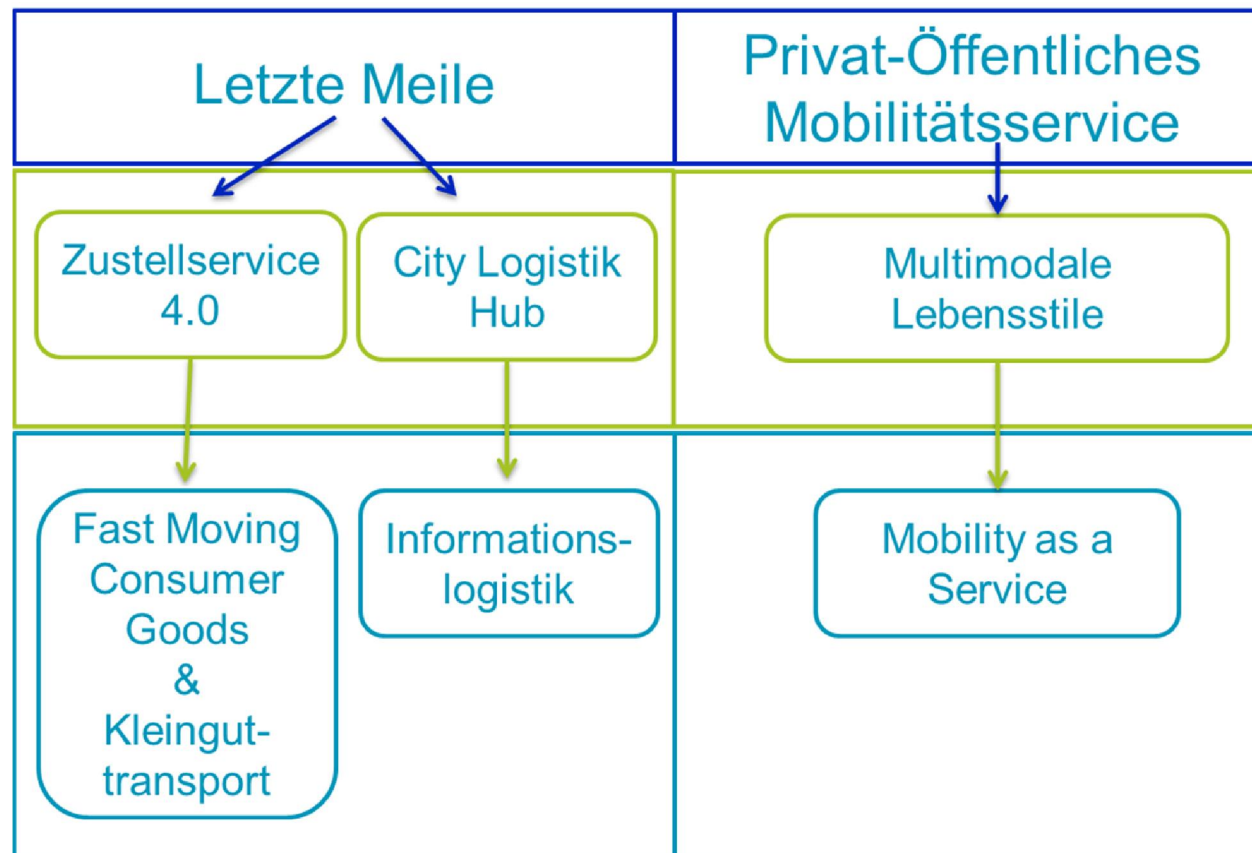 Letzte Meile
Privat-Öffentliches
Mobilitätsservice
Zustellservice
4.0
City Logistik
Hub
Multimodale
Lebensstile
Fast Moving
Consumer
Goods
&
Kleingut-
transport
Informations-
logistik
Mobility as a
Service